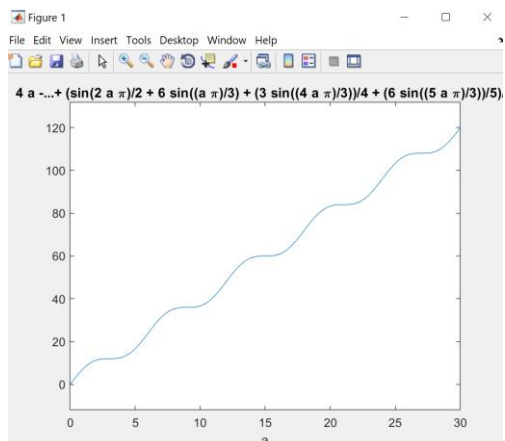 Figure 1
File Edit View Insert Tools Desktop Window Help
4 a -...+ (sin(2 a π)/2 + 6 sin((a π)/3) + (3 sin((4 a π)/3))/4 + (6 sin((5 a π)/3))/5)
120
100
80
60
40
20
0
0 5 10 15 20 25 30
a